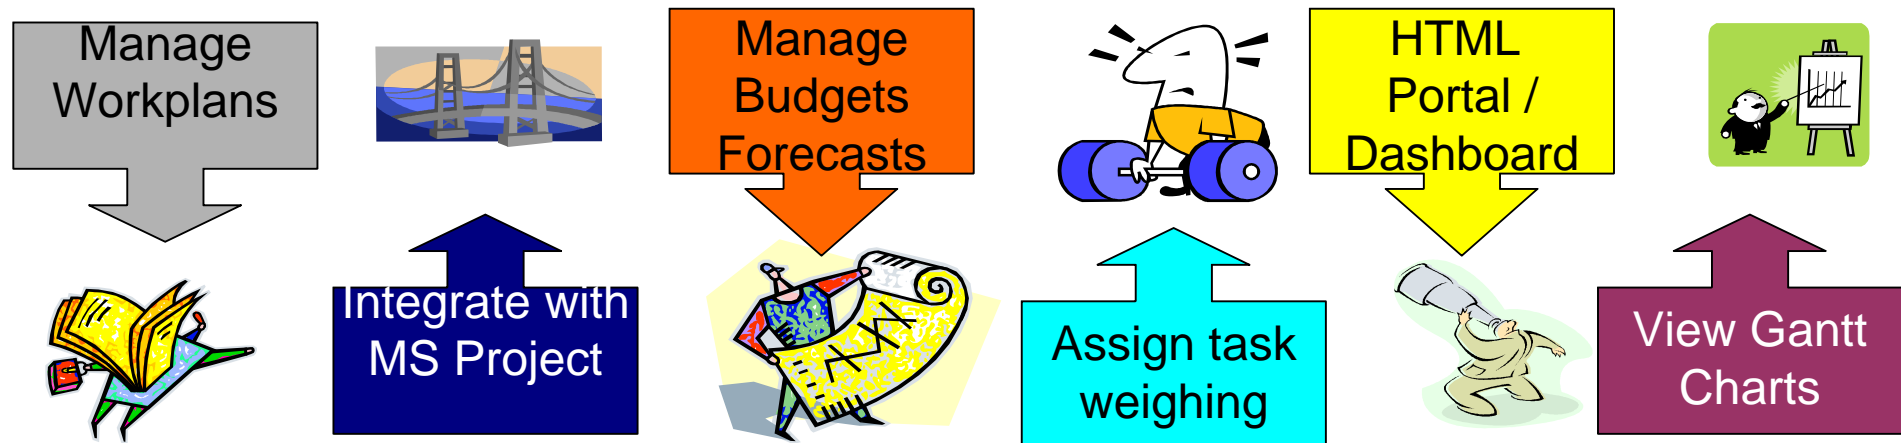 Manage
Workplans
Integrate with
MS Project
Manage
Budgets
Forecasts
Assign task
weighing
HTML
Portal /
Dashboard
View Gantt
Charts